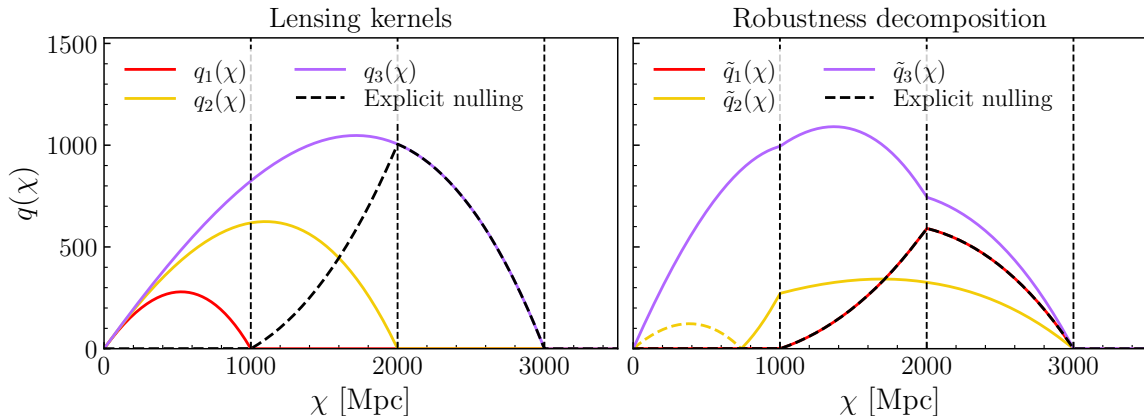 Lensing kernels
q(χ)
1500
1000
500
0
q₁(χ)
q₂(χ)
q₃(χ)
Explicit nulling
0
1000
2000
3000
χ [Mpc]
Robustness decomposition
q̃₁(χ)
q̃₂(χ)
q̃₃(χ)
Explicit nulling
0
1000
2000
3000
χ [Mpc]